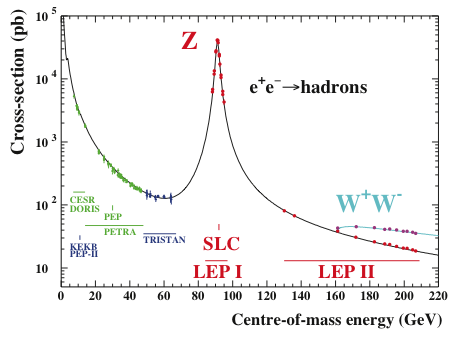 Cross-section (pb)
10 5
10 4
10 3
10 2
10
Z
e+e−→hadrons
W+W-
CESR
DORIS
PEP
PETRA
KEKB
PEP-II
TRISTAN
SLC
LEP I
LEP II
0 20 40 60 80 100 120 140 160 180 200 220
Centre-of-mass energy (GeV)